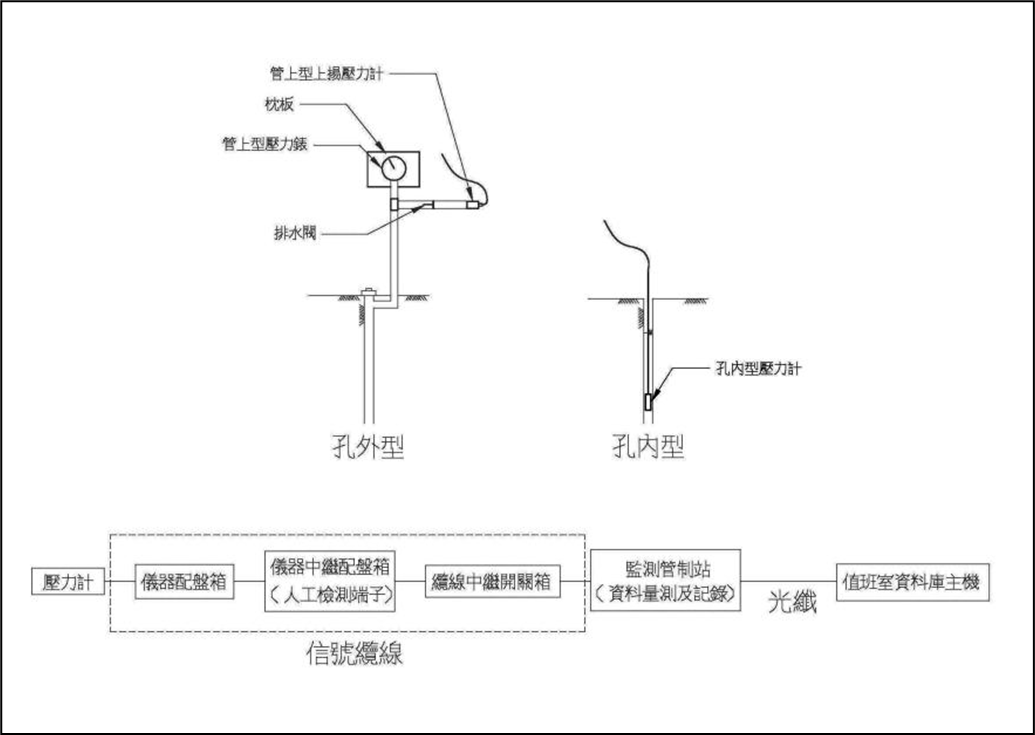 管上型上揚壓力計
枕板
管上型壓力錶
排水閥
孔內型壓力計
孔外型
孔內型
壓力計
儀器配盤箱
儀器中繼配盤箱
(人工檢測端子)
纜線中繼開關箱
監測管制站
(資料量測及記錄)
光纖
值班室資料庫主機
信號纜線